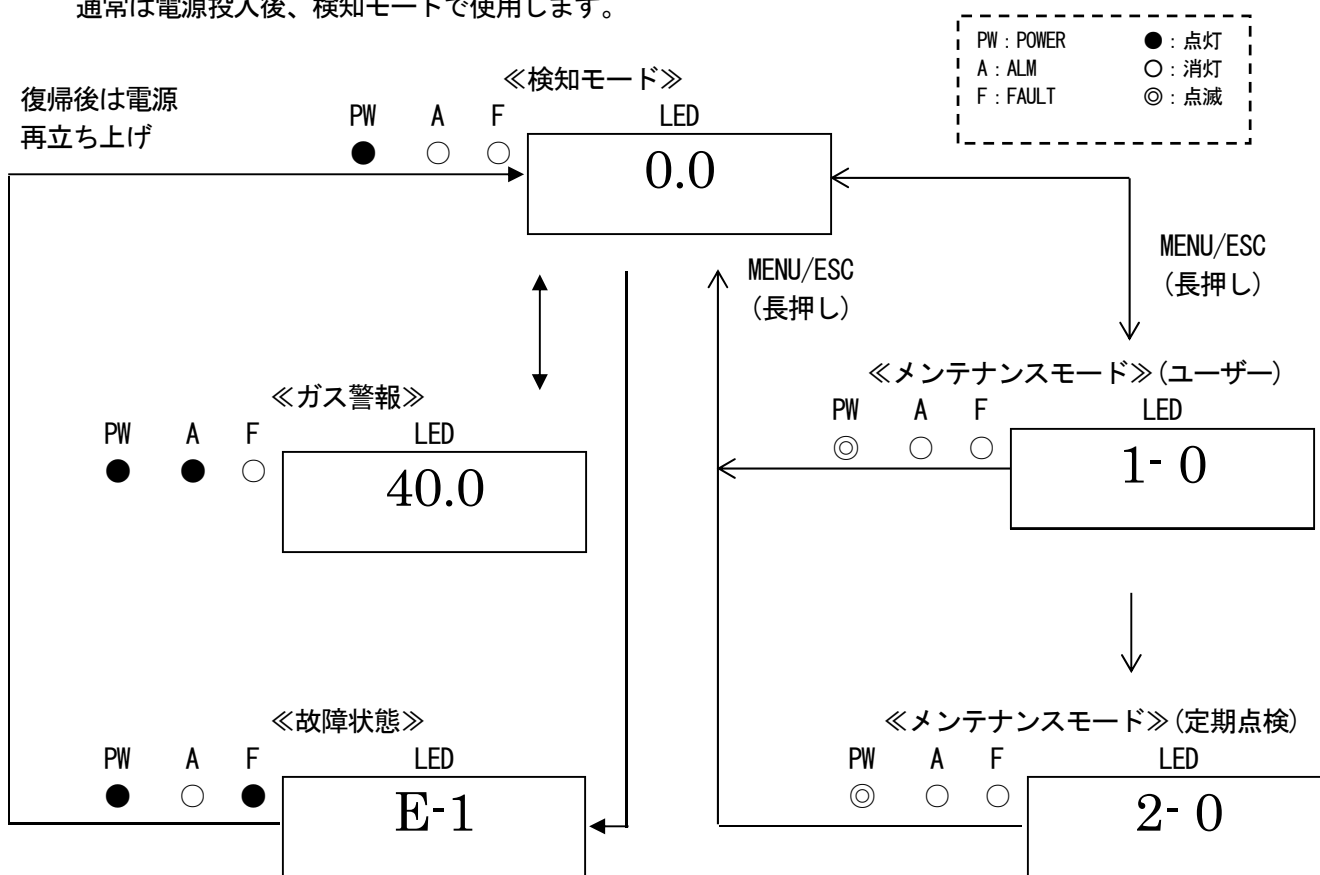 通常は電源投入後、検知モードで使用します。
PW：POWER ●：点灯
A：ALM ○：消灯
F：FAULT ◎：点滅
復帰後は電源
再立ち上げ
≪検知モード≫
PW A F LED
● ○ ○
0.0
MENU/ESC
(長押し)
MENU/ESC
(長押し)
≪ガス警報≫
PW A F LED
● ● ○
40.0
≪メンテナンスモード≫(ユーザー)
PW A F LED
◎ ○ ○
1- 0
≪故障状態≫
PW A F LED
● ○ ●
E-1
≪メンテナンスモード≫(定期点検)
PW A F LED
◎ ○ ○
2- 0